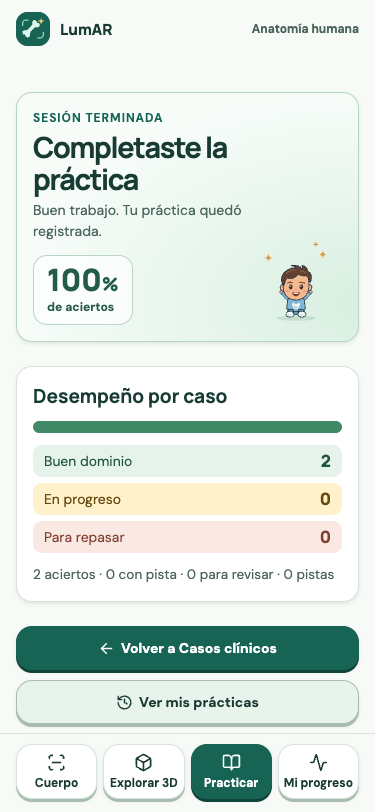 LumAR
Anatomía humana
SESIÓN TERMINADA
Completaste la
práctica
Buen trabajo. Tu práctica quedó
registrada.
100%
de aciertos
Desempeño por caso
Buen dominio 2
En progreso 0
Para repasar 0
2 aciertos · 0 con pista · 0 para revisar · 0 pistas
Volver a Casos clínicos
Ver mis prácticas
Cuerpo
Explorar 3D
Practicar
Mi progreso